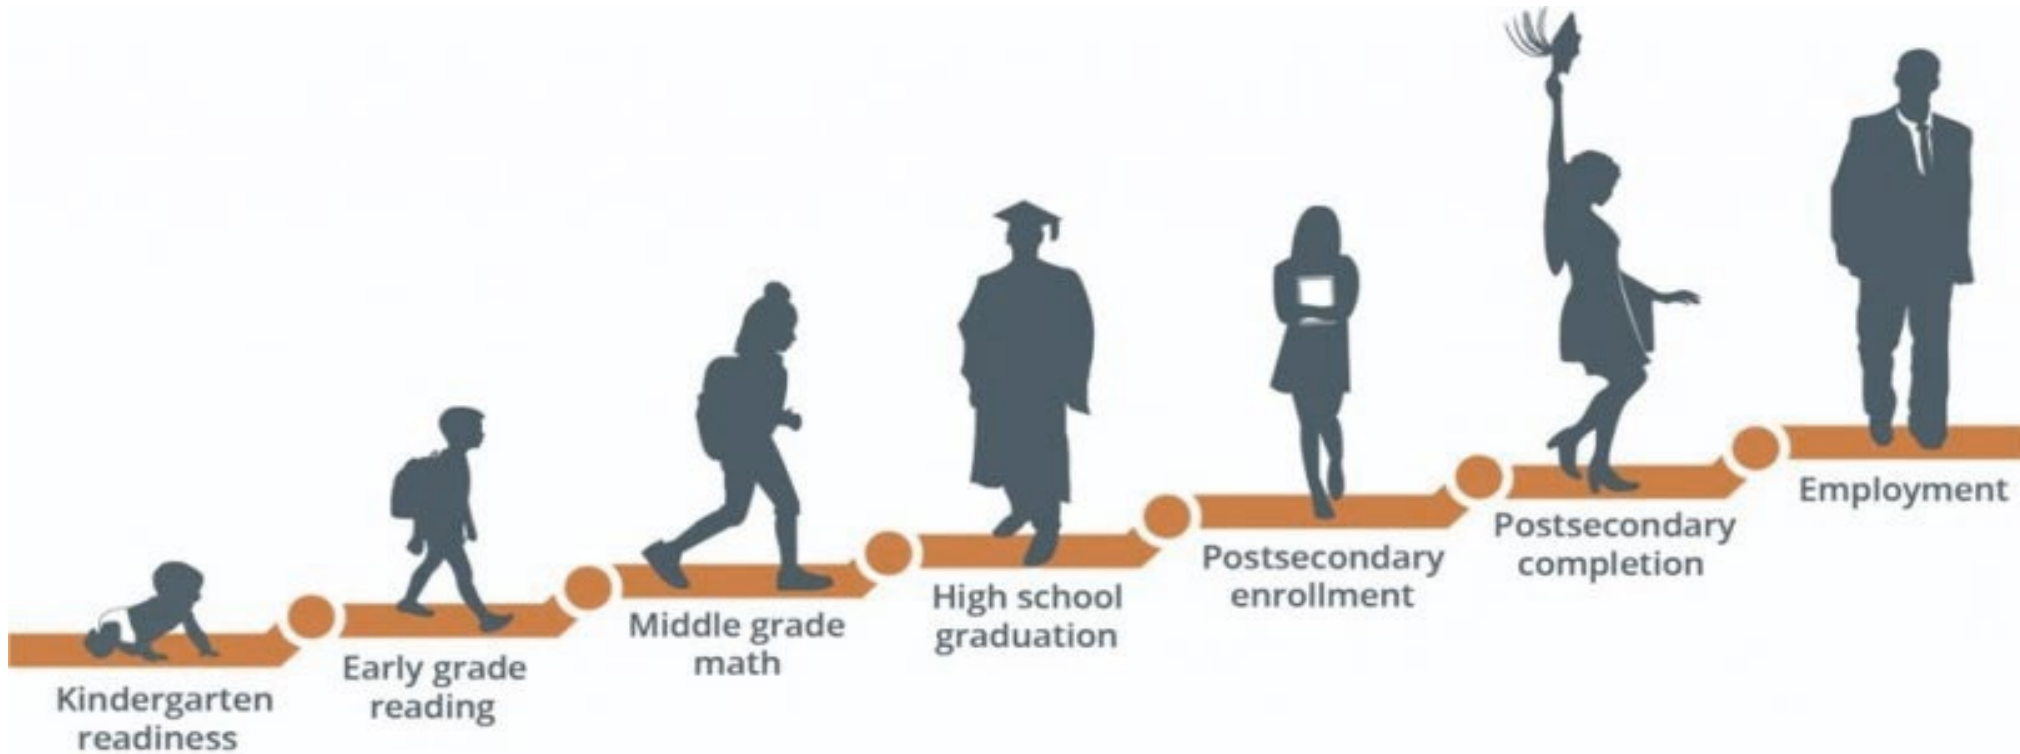 Kindergarten
readiness
Early grade
reading
Middle grade
math
High school
graduation
Postsecondary
enrollment
Postsecondary
completion
Employment